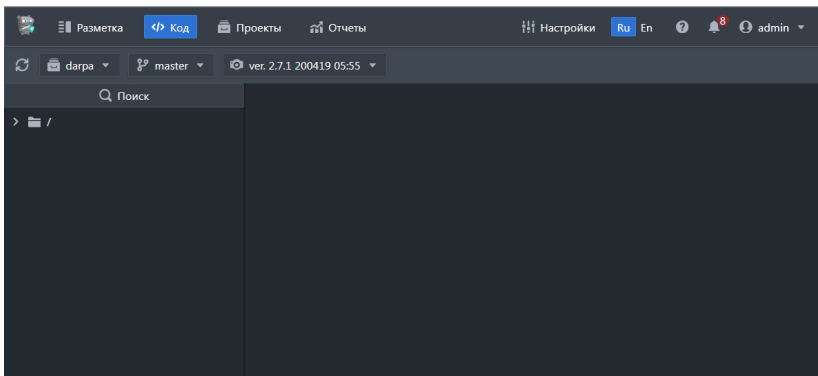 Разметка Код Проекты Отчеты Настройки Ru En 8 admin
darpa master ver. 2.7.1 200419 05:55
Поиск
/